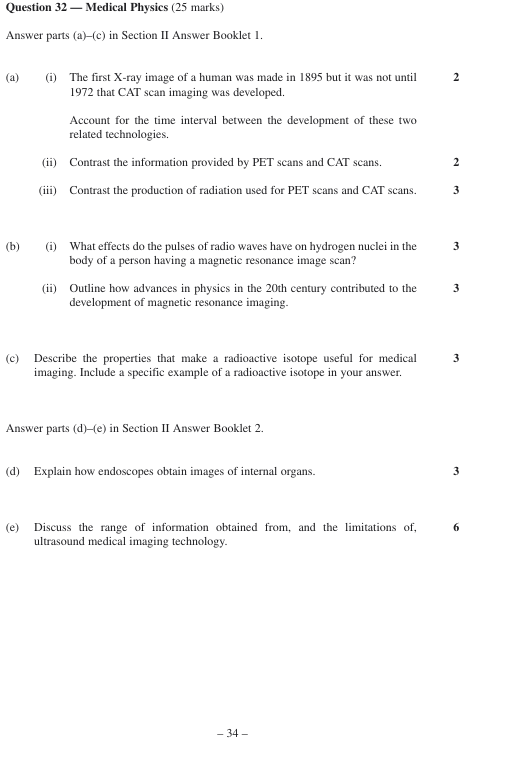 Question 32 — Medical Physics (25 marks)
Answer parts (a)–(c) in Section II Answer Booklet 1.
(a) (i) The first X-ray image of a human was made in 1895 but it was not until 2
1972 that CAT scan imaging was developed.
Account for the time interval between the development of these two
related technologies.
(ii) Contrast the information provided by PET scans and CAT scans. 2
(iii) Contrast the production of radiation used for PET scans and CAT scans. 3
(b) (i) What effects do the pulses of radio waves have on hydrogen nuclei in the 3
body of a person having a magnetic resonance image scan?
(ii) Outline how advances in physics in the 20th century contributed to the 3
development of magnetic resonance imaging.
(c) Describe the properties that make a radioactive isotope useful for medical 3
imaging. Include a specific example of a radioactive isotope in your answer.
Answer parts (d)–(e) in Section II Answer Booklet 2.
(d) Explain how endoscopes obtain images of internal organs. 3
(e) Discuss the range of information obtained from, and the limitations of, 6
ultrasound medical imaging technology.
– 34 –